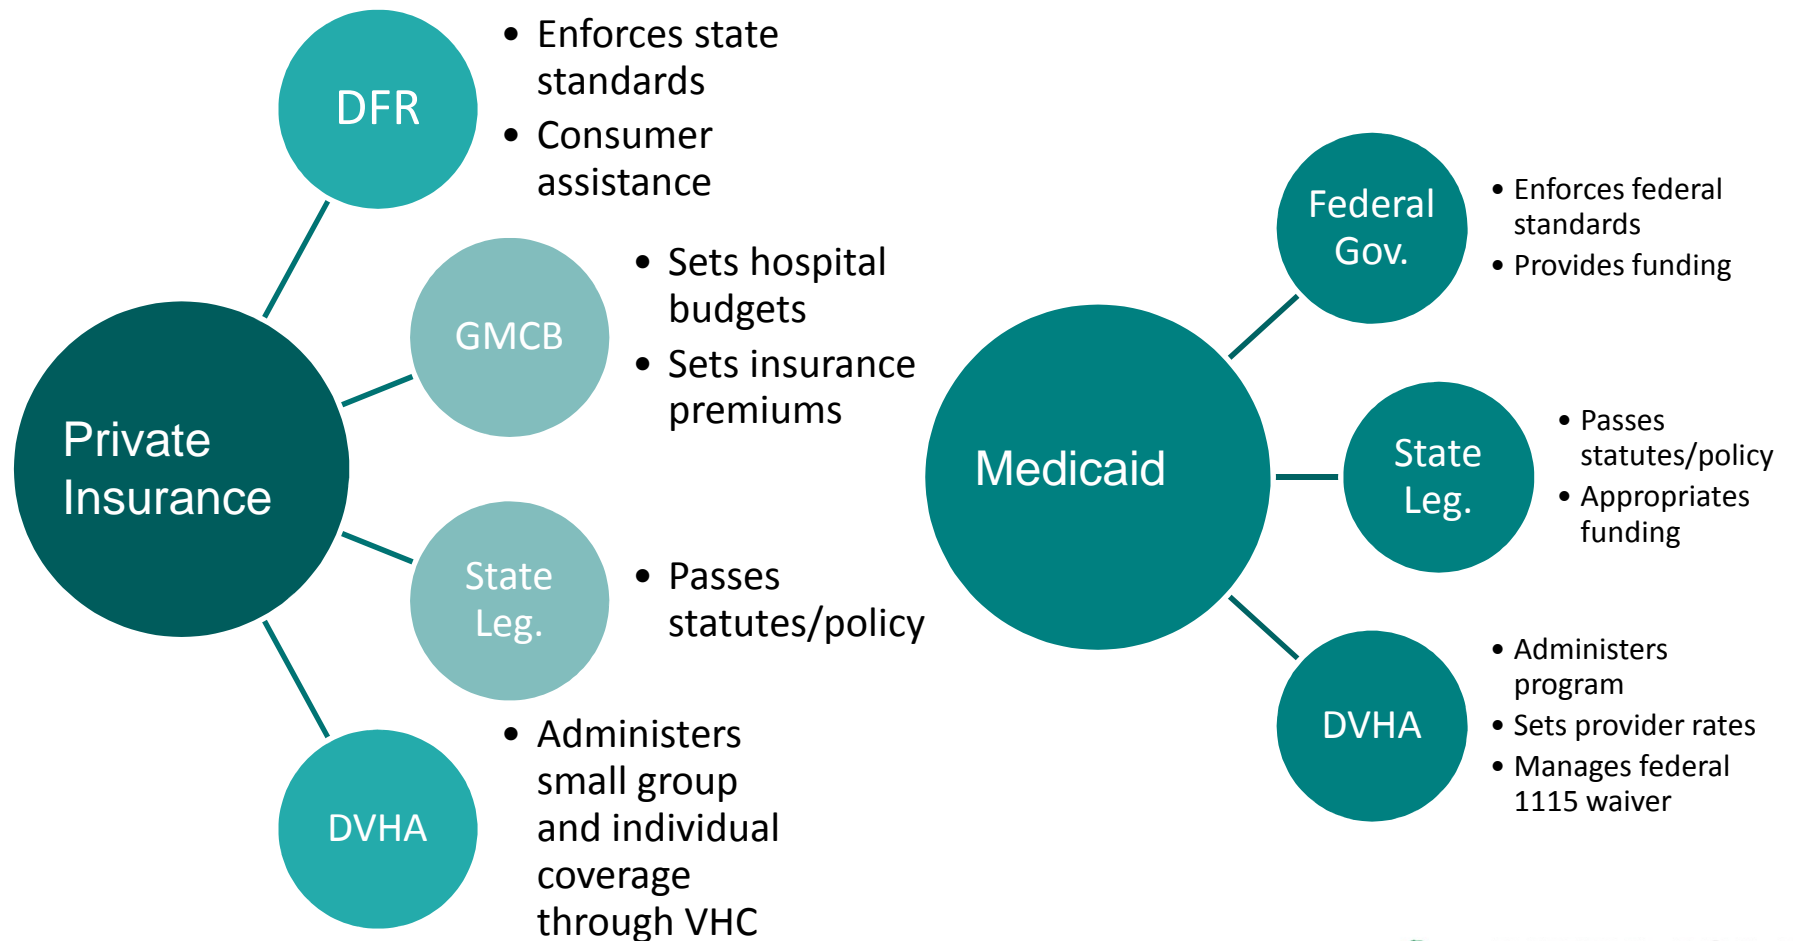 DFR
• Enforces state
standards
• Consumer
assistance
GMCB
• Sets hospital
budgets
• Sets insurance
premiums
Private
Insurance
State
Leg.
• Passes
statutes/policy
DVHA
• Administers
small group
and individual
coverage
through VHC
Medicaid
Federal
Gov.
• Enforces federal
standards
• Provides funding
State
Leg.
• Passes
statutes/policy
• Appropriates
funding
DVHA
• Administers
program
• Sets provider rates
• Manages federal
1115 waiver